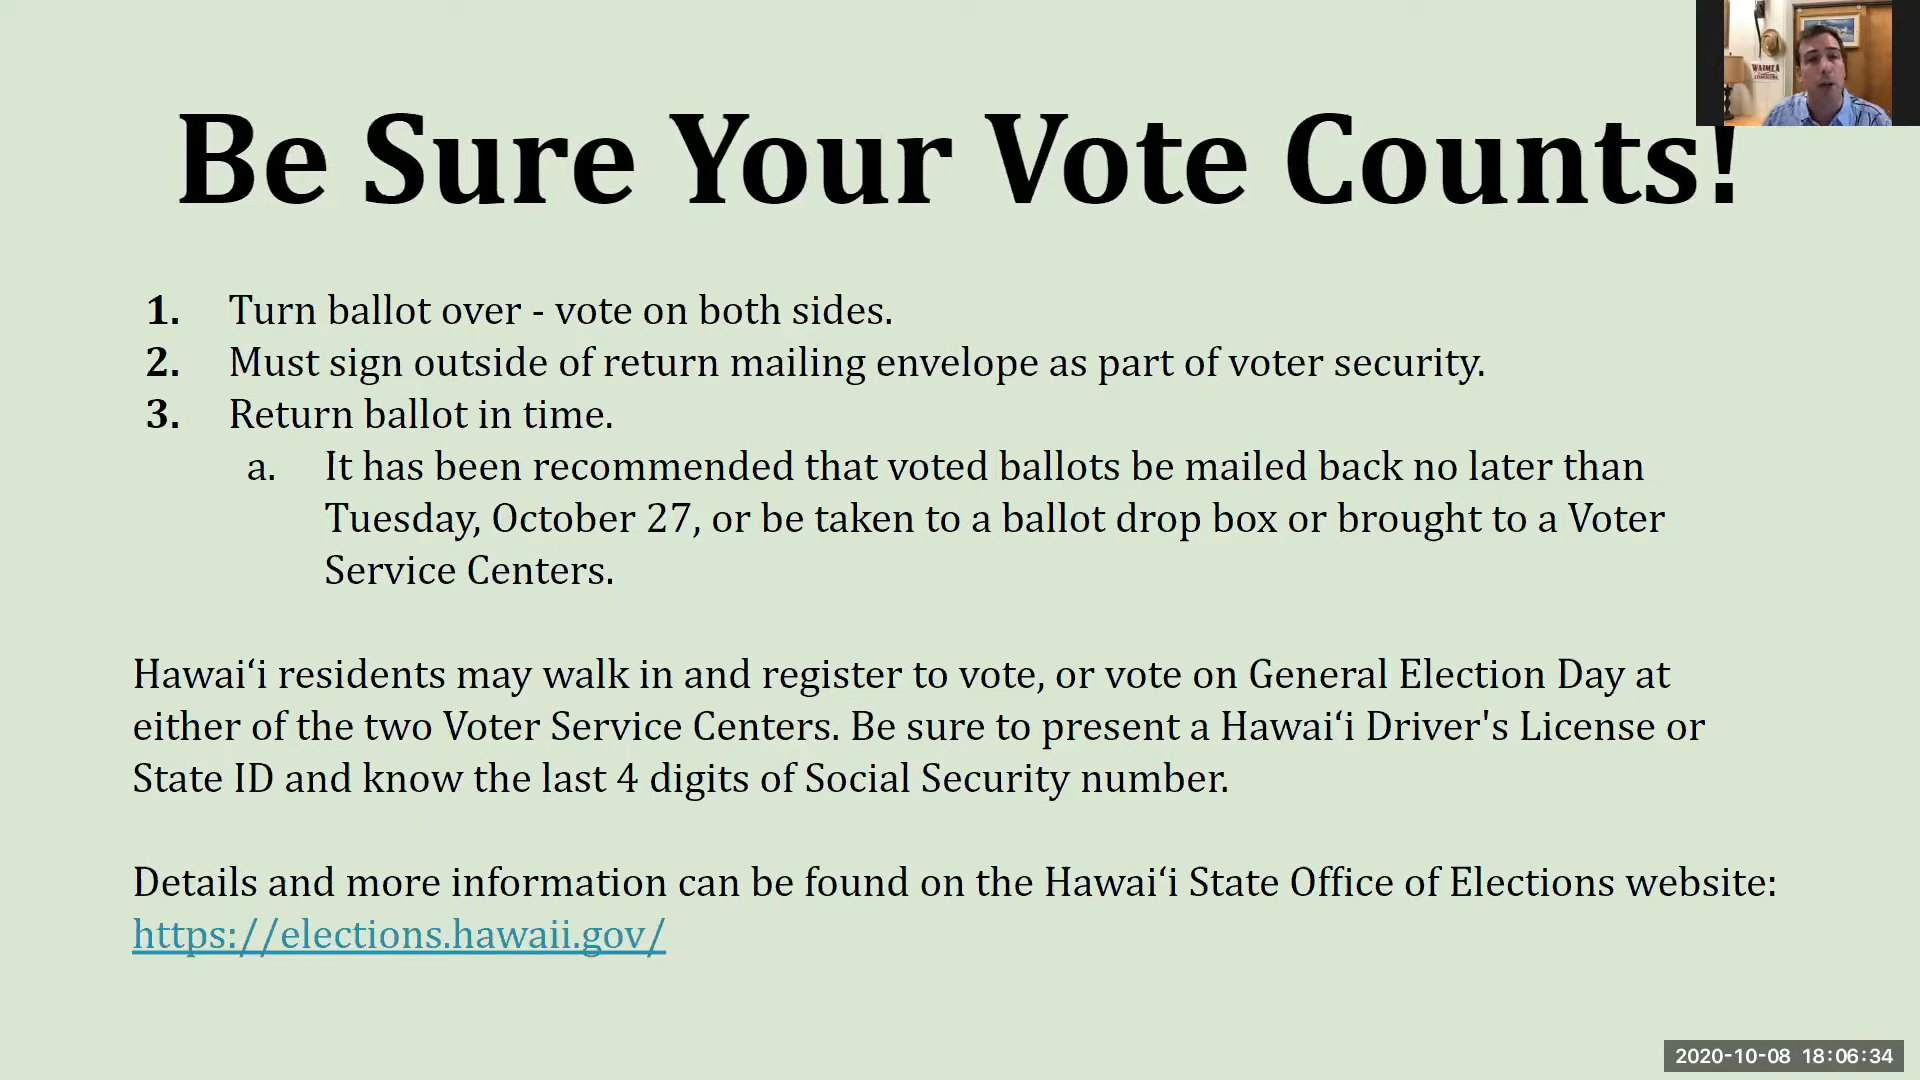 Be Sure Your Vote Counts!
WAIMEA
1. Turn ballot over - vote on both sides.
2. Must sign outside of return mailing envelope as part of voter security.
3. Return ballot in time.
a. It has been recommended that voted ballots be mailed back no later than
Tuesday, October 27, or be taken to a ballot drop box or brought to a Voter
Service Centers.
Hawaiʻi residents may walk in and register to vote, or vote on General Election Day at
either of the two Voter Service Centers. Be sure to present a Hawaiʻi Driver's License or
State ID and know the last 4 digits of Social Security number.
Details and more information can be found on the Hawaiʻi State Office of Elections website:
https://elections.hawaii.gov/
2020-10-08 18:06:34